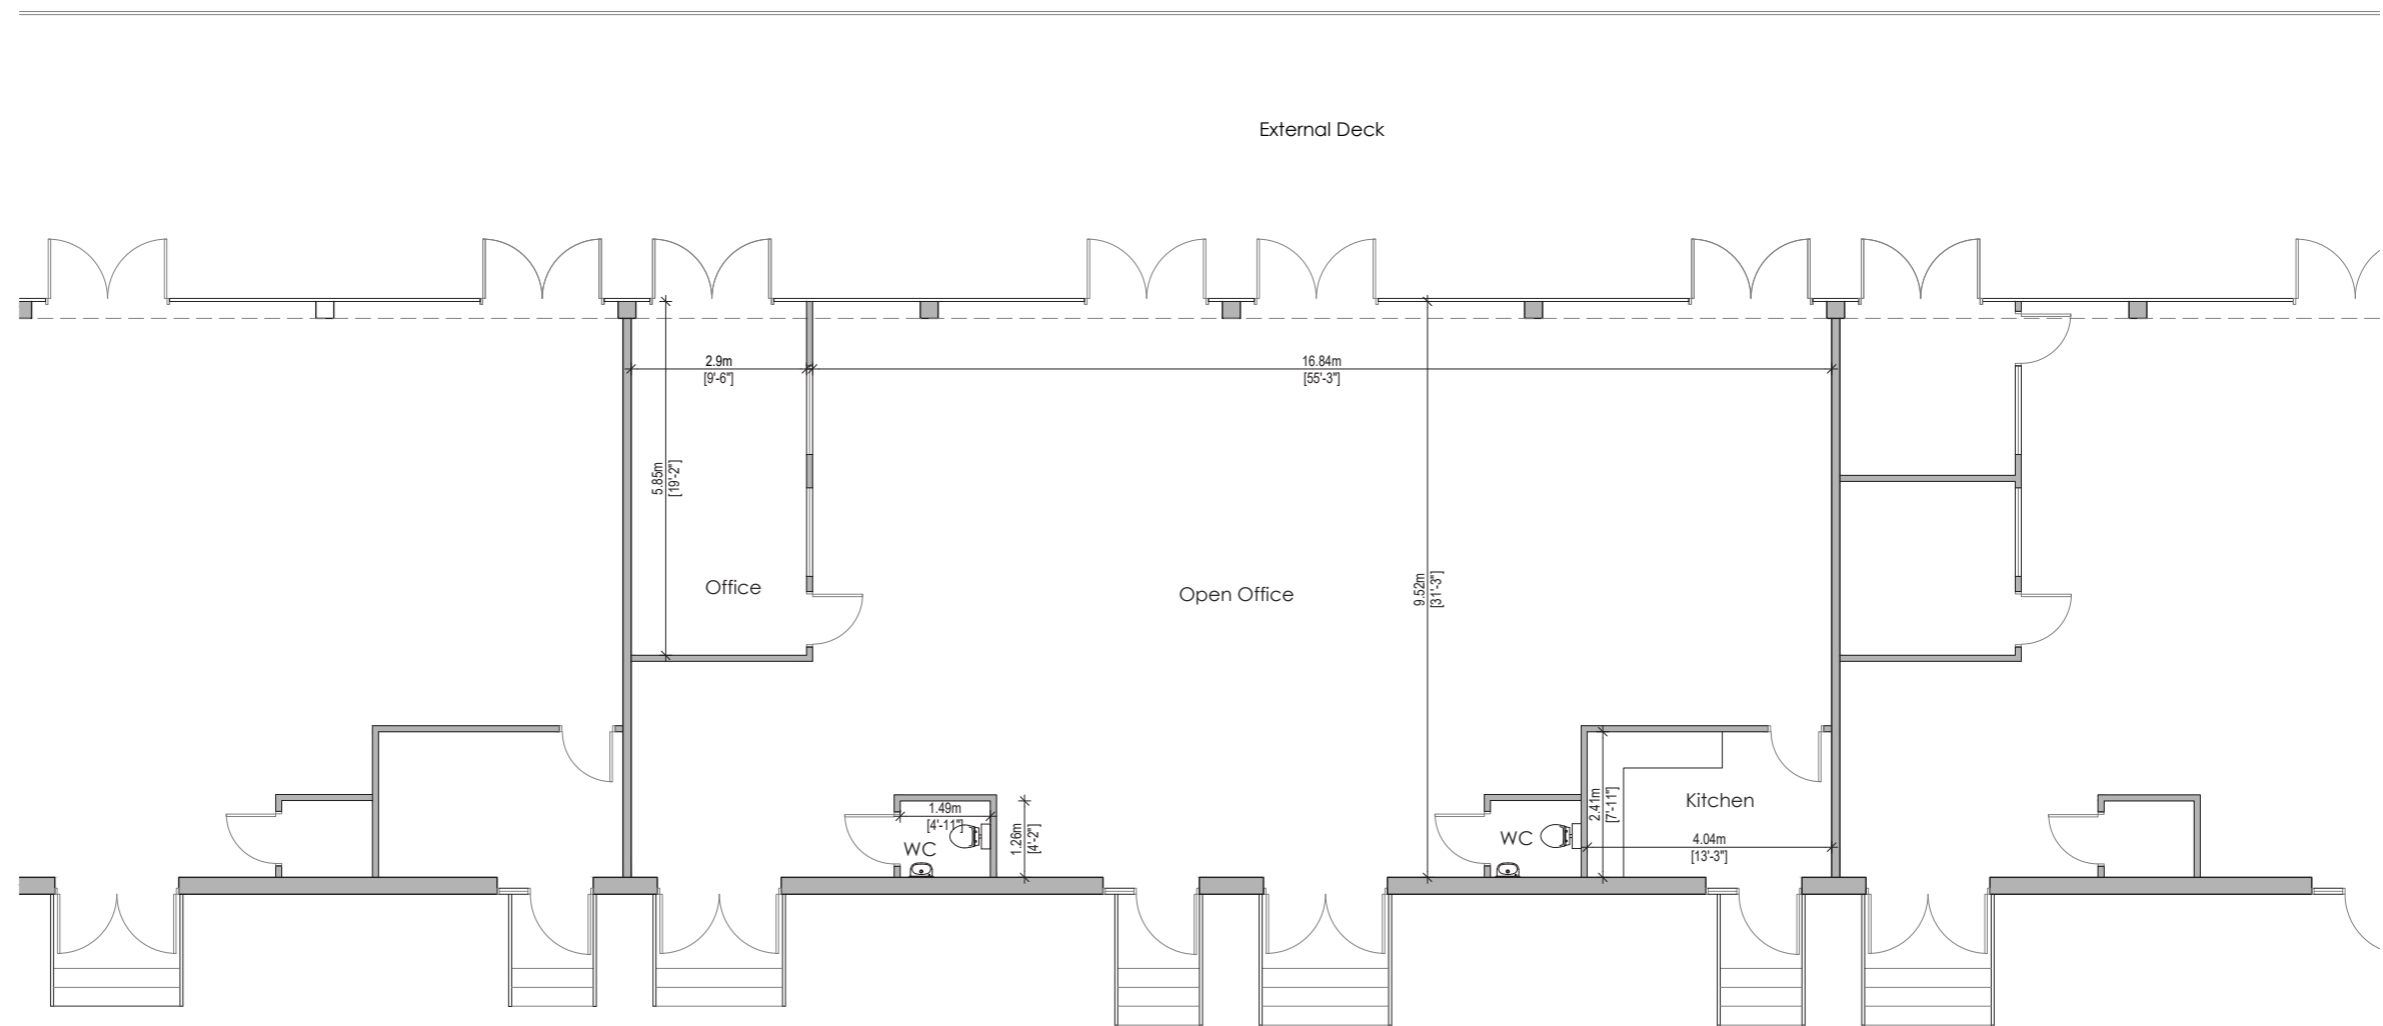 External Deck
2.9m
[9'-6"]
16.84m
[55'-3"]
5.85m
[19'-2"]
Office
Open Office
9.52m
[31'-3"]
1.49m
[4'-11"]
WC
1.26m
[4'-2"]
WC
2.41m
[7'-11"]
Kitchen
4.04m
[13'-3"]